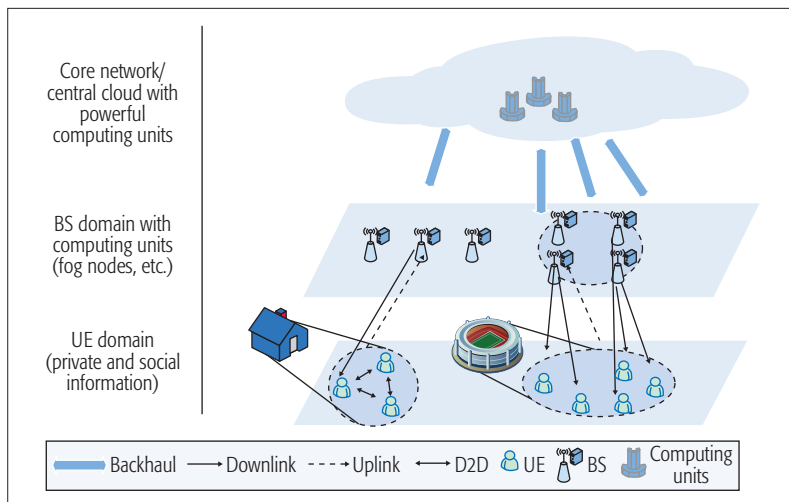 Core network/
central cloud with
powerful
computing units
BS domain with
computing units
(fog nodes, etc.)
UE domain
(private and social
information)
Backhaul
Downlink
Uplink
D2D
UE
BS
Computing
units